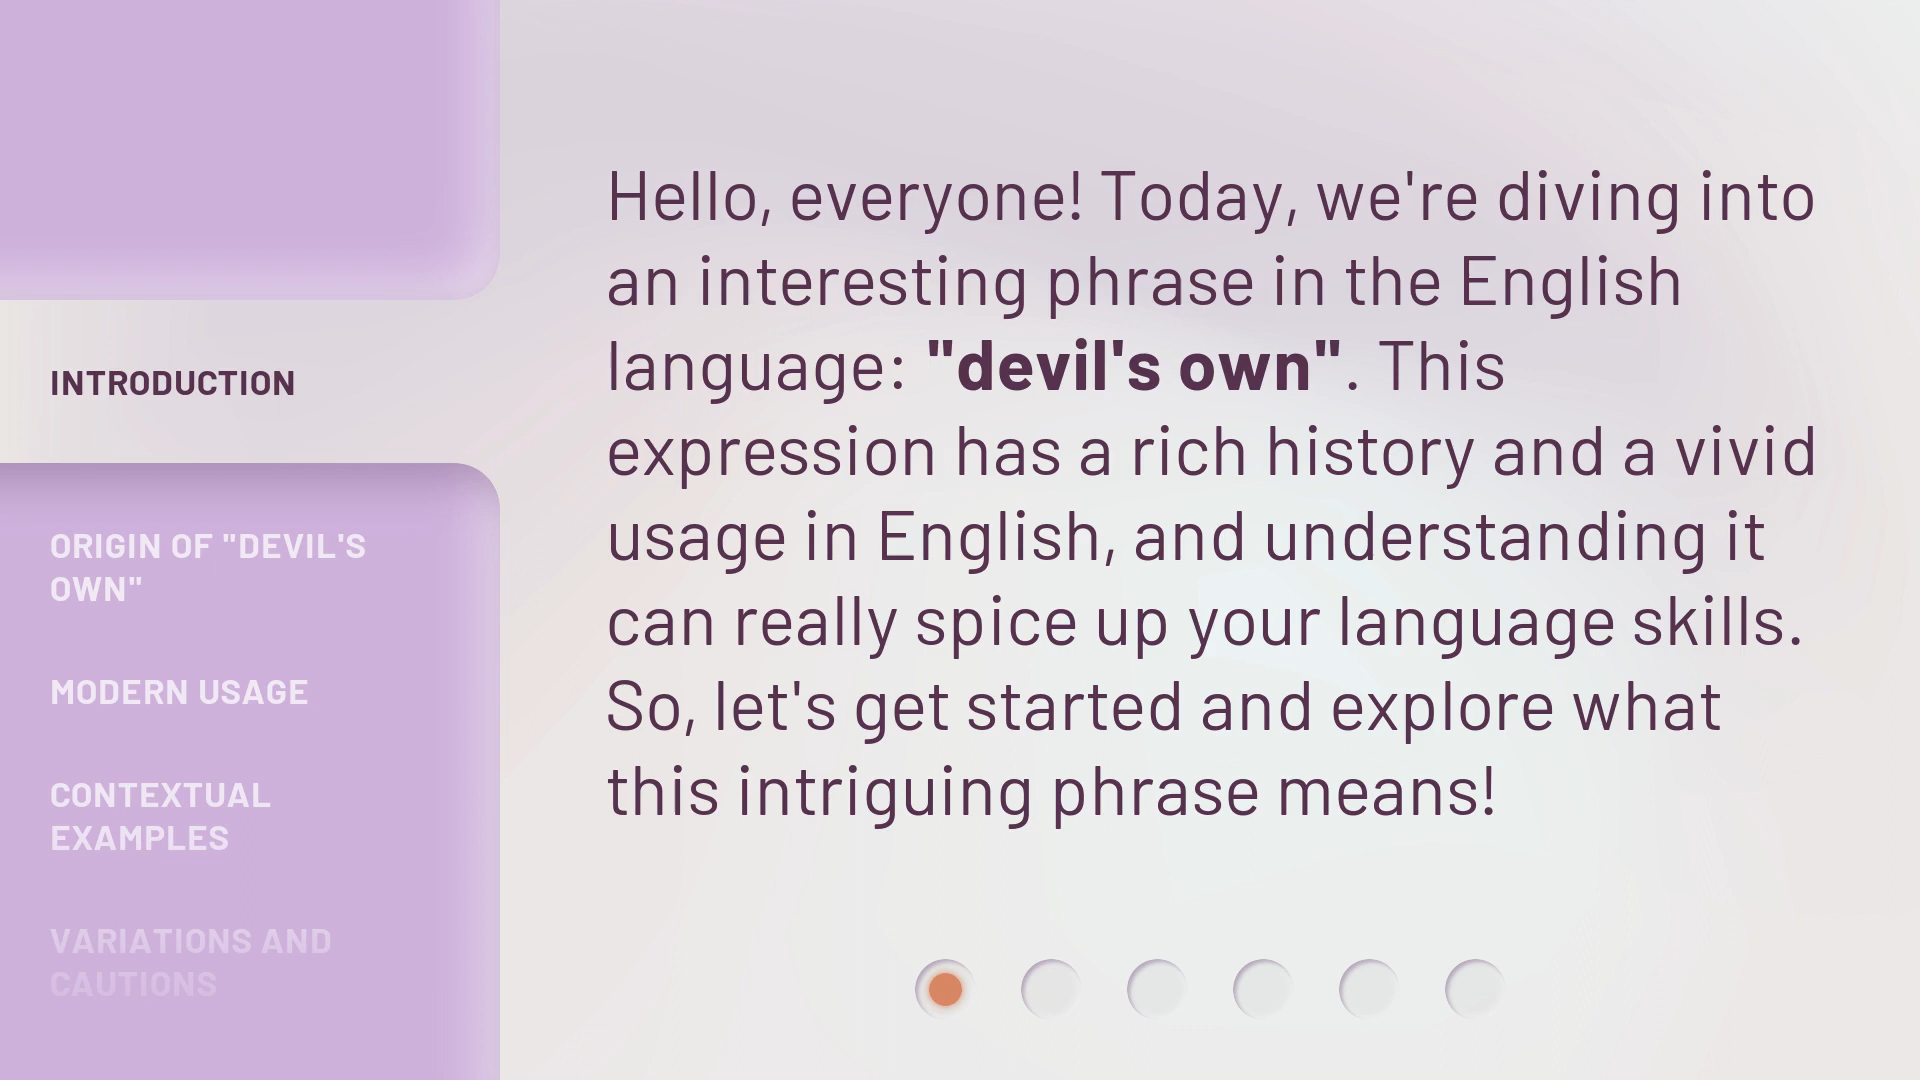 INTRODUCTION
ORIGIN OF "DEVIL'S
OWN"
MODERN USAGE
CONTEXTUAL
EXAMPLES
VARIATIONS AND
CAUTIONS
Hello, everyone! Today, we're diving into
an interesting phrase in the English
language: "devil's own". This
expression has a rich history and a vivid
usage in English, and understanding it
can really spice up your language skills.
So, let's get started and explore what
this intriguing phrase means!